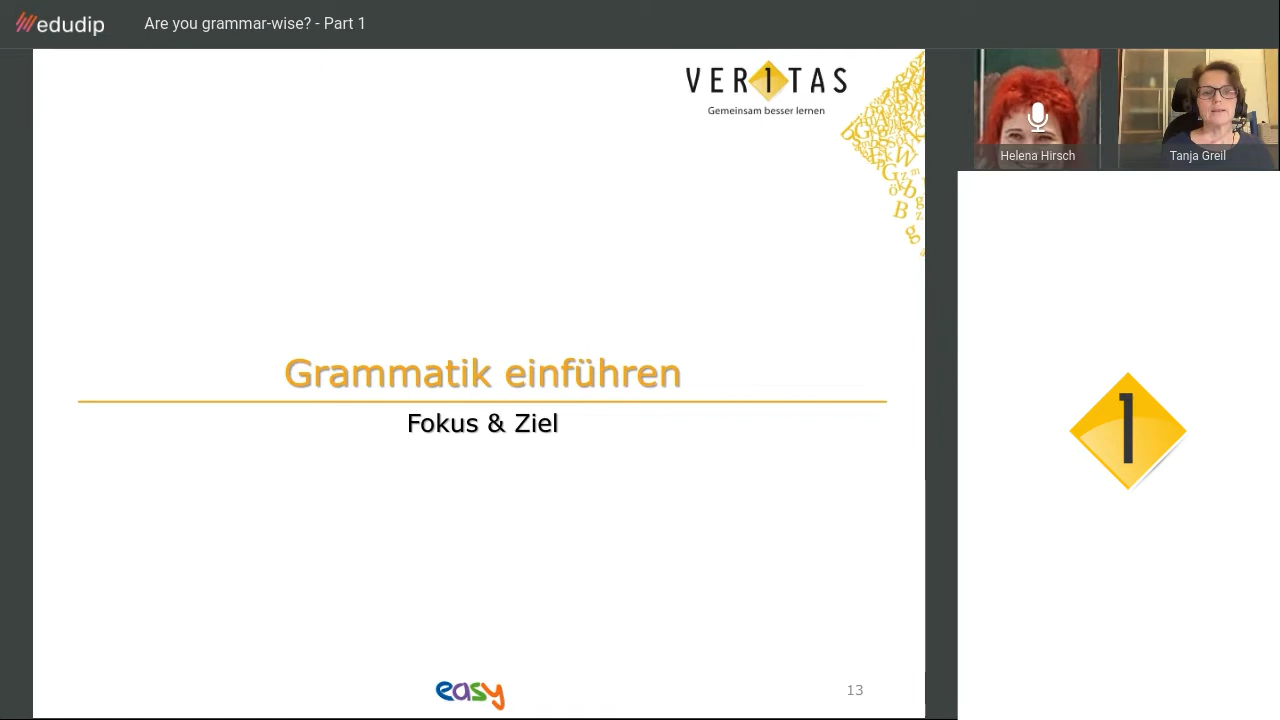 edudip
Are you grammar-wise? - Part 1
VER1TAS
Gemeinsam besser lernen
Helena Hirsch
Tanja Greil
Grammatik einführen
Fokus & Ziel
1
easy
13